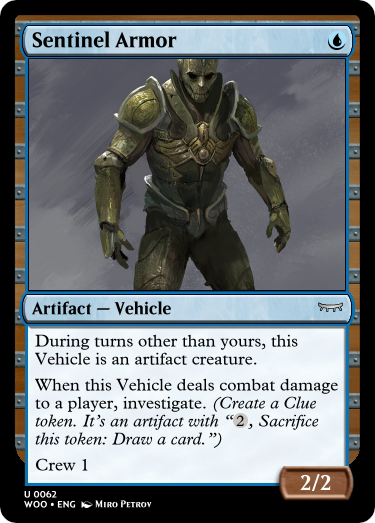 Sentinel Armor
Artifact — Vehicle
During turns other than yours, this
Vehicle is an artifact creature.
When this Vehicle deals combat damage
to a player, investigate. (Create a Clue
token. It's an artifact with “2, Sacrifice
this token: Draw a card.”)
Crew 1
2/2
U 0062
WOO • ENG Miro Petrov